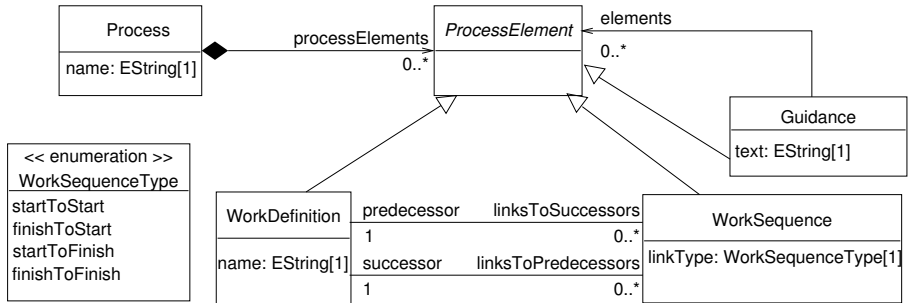 Process
name: EString[1]
processElements
0..*
ProcessElement
elements
0..*
Guidance
text: EString[1]
<< enumeration >>
WorkSequenceType
startToStart
finishToStart
startToFinish
finishToFinish
WorkDefinition
name: EString[1]
predecessor linksToSuccessors
1 0..*
successor linksToPredecessors
1 0..*
WorkSequence
linkType: WorkSequenceType[1]